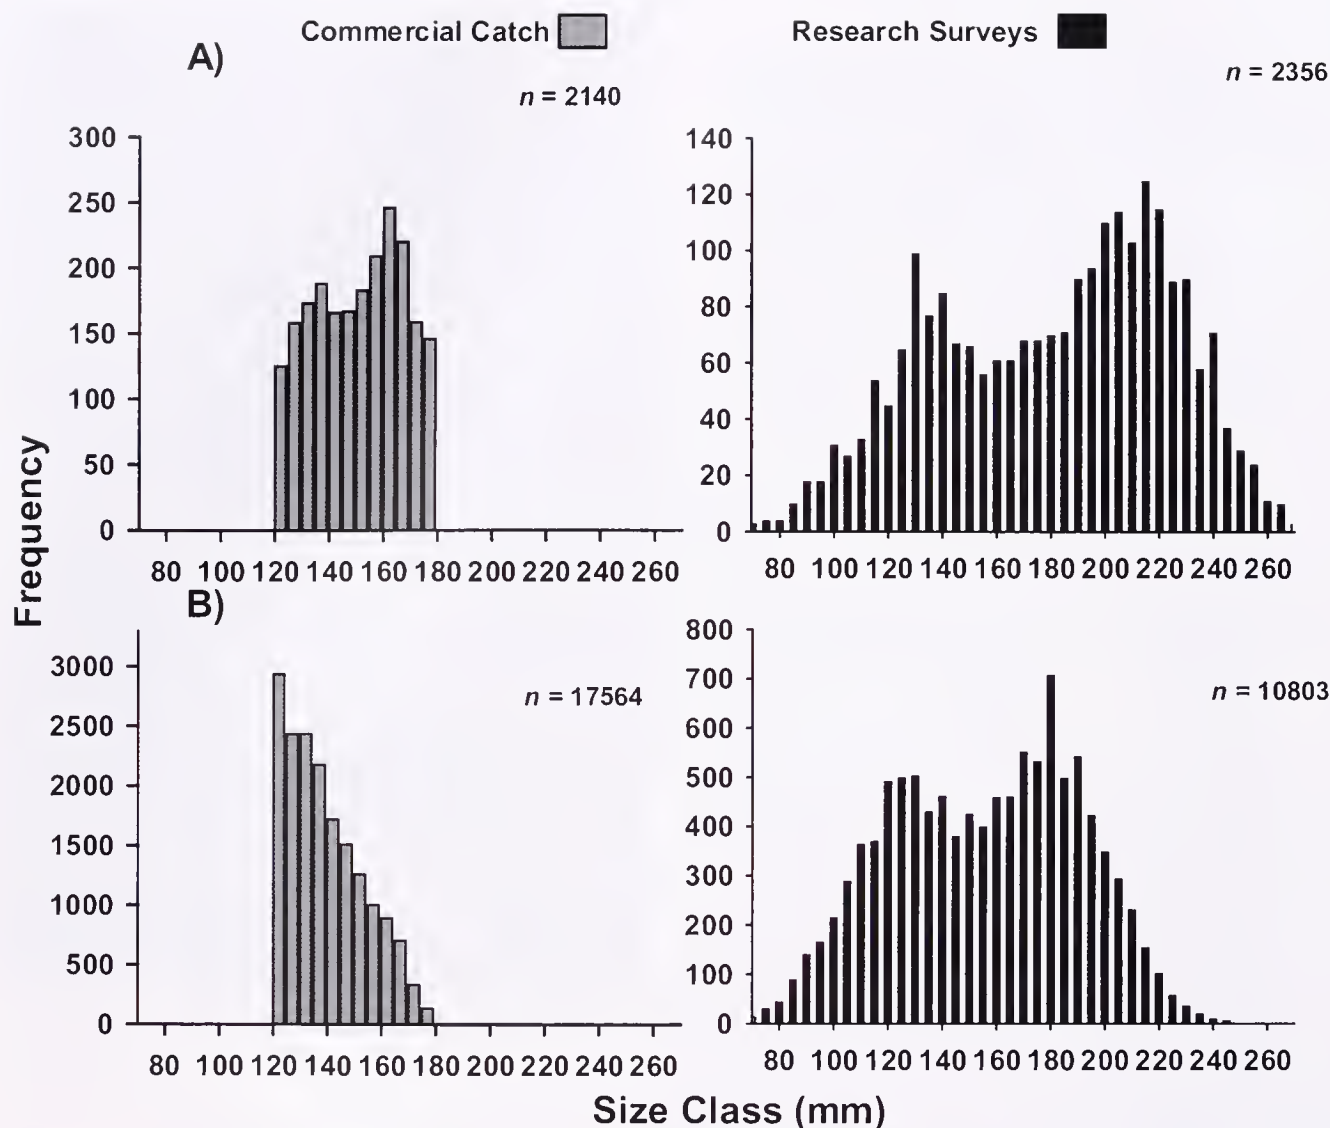 Commercial Catch
Research Surveys
A)
n = 2140
n = 2356
300
250
200
150
100
50
0
80 100 120 140 160 180 200 220 240 260
140
120
100
80
60
40
20
0
80 100 120 140 160 180 200 220 240 260
Frequency
B)
n = 17564
n = 10803
3000
2500
2000
1500
1000
500
0
80 100 120 140 160 180 200 220 240 260
800
700
600
500
400
300
200
100
0
80 100 120 140 160 180 200 220 240 260
Size Class (mm)